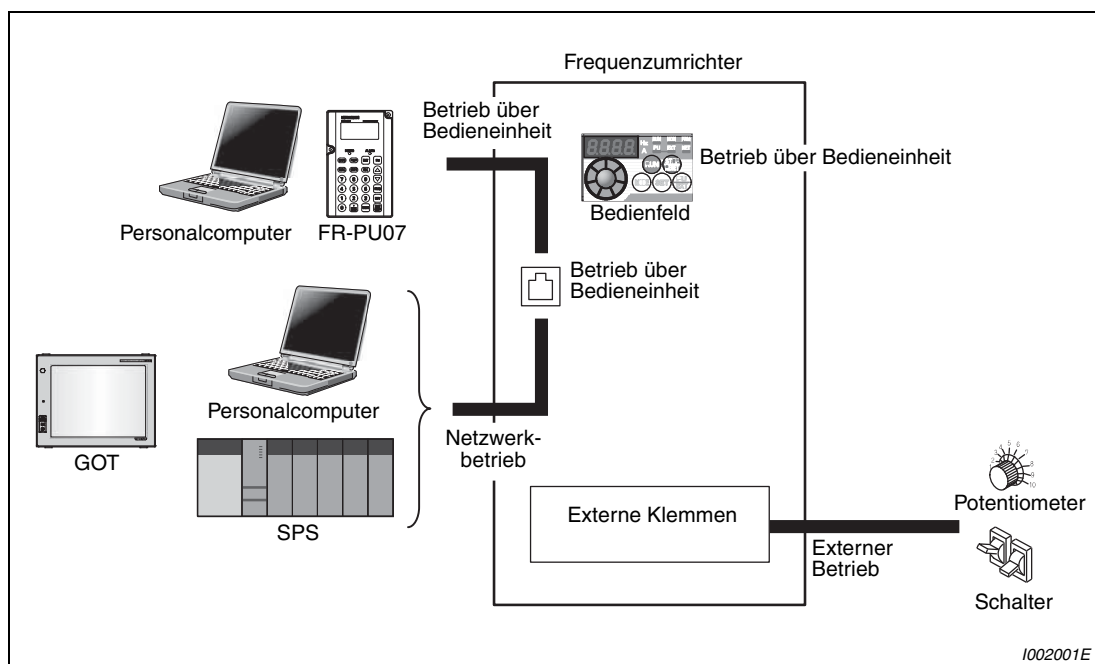 Frequenzumrichter
Betrieb über
Bedieneinheit
Betrieb über Bedieneinheit
Bedienfeld
Personalcomputer
FR-PU07
Betrieb über
Bedieneinheit
Personalcomputer
GOT
SPS
Netzwerk-
betrieb
Externe Klemmen
Externer
Betrieb
Potentiometer
Schalter
I002001E